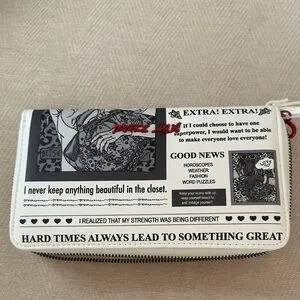 EXTRA! EXTRA!
If I could choose to have one
superpower, I would want to be able
to make everyone love everyone!
GOOD NEWS
HOROSCOPES
WEATHER
FASHION
WORD PUZZLES
I never keep anything beautiful in the closet.
I REALIZED THAT MY STRENGTH WAS BEING DIFFERENT
HARD TIMES ALWAYS LEAD TO SOMETHING GREAT